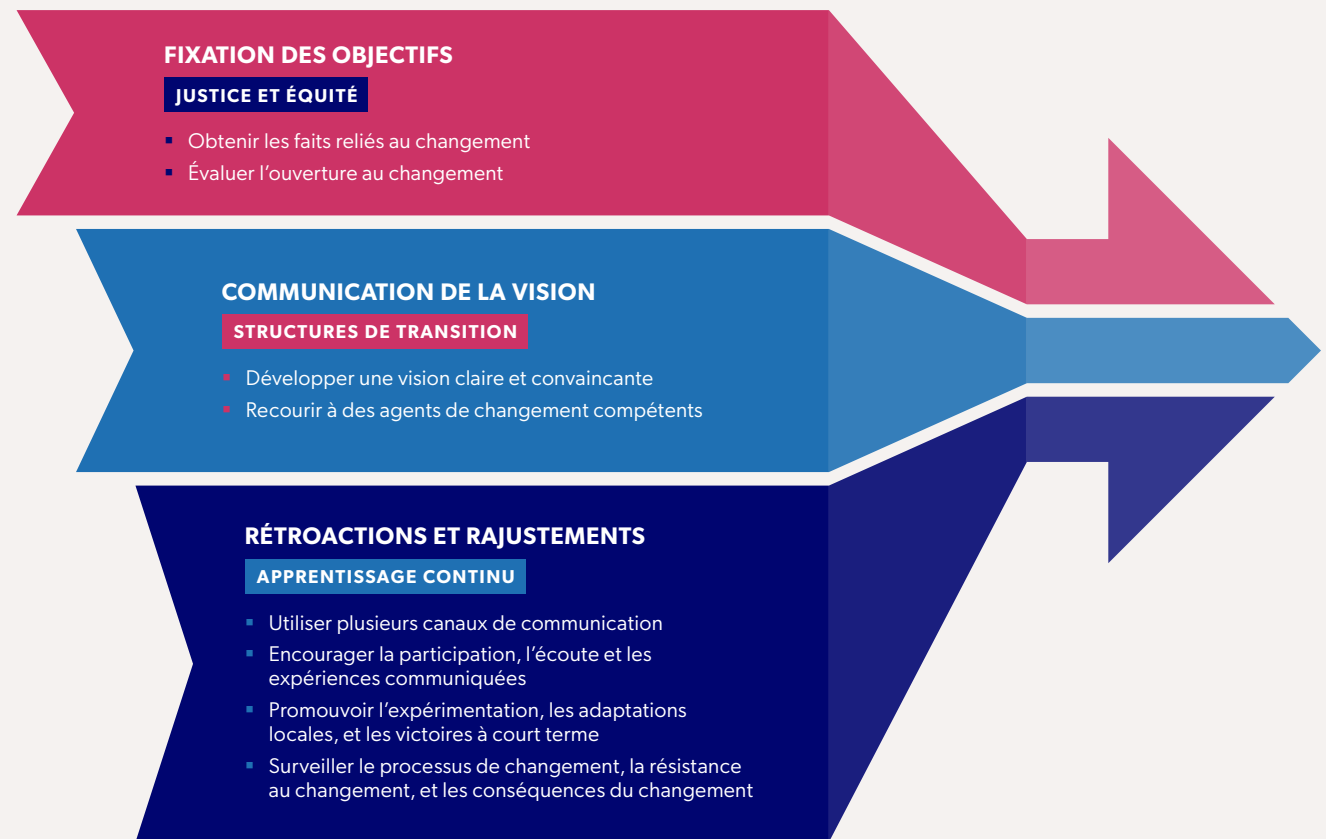 FIXATION DES OBJECTIFS
JUSTICE ET ÉQUITÉ
▪ Obtenir les faits reliés au changement
▪ Évaluer l’ouverture au changement
COMMUNICATION DE LA VISION
STRUCTURES DE TRANSITION
▪ Développer une vision claire et convaincante
▪ Recourir à des agents de changement compétents
RÉTROACTIONS ET RAJUSTEMENTS
APPRENTISSAGE CONTINU
▪ Utiliser plusieurs canaux de communication
▪ Encourager la participation, l’écoute et les
expériences communiquées
▪ Promouvoir l’expérimentation, les adaptations
locales, et les victoires à court terme
▪ Surveiller le processus de changement, la résistance
au changement, et les conséquences du changement